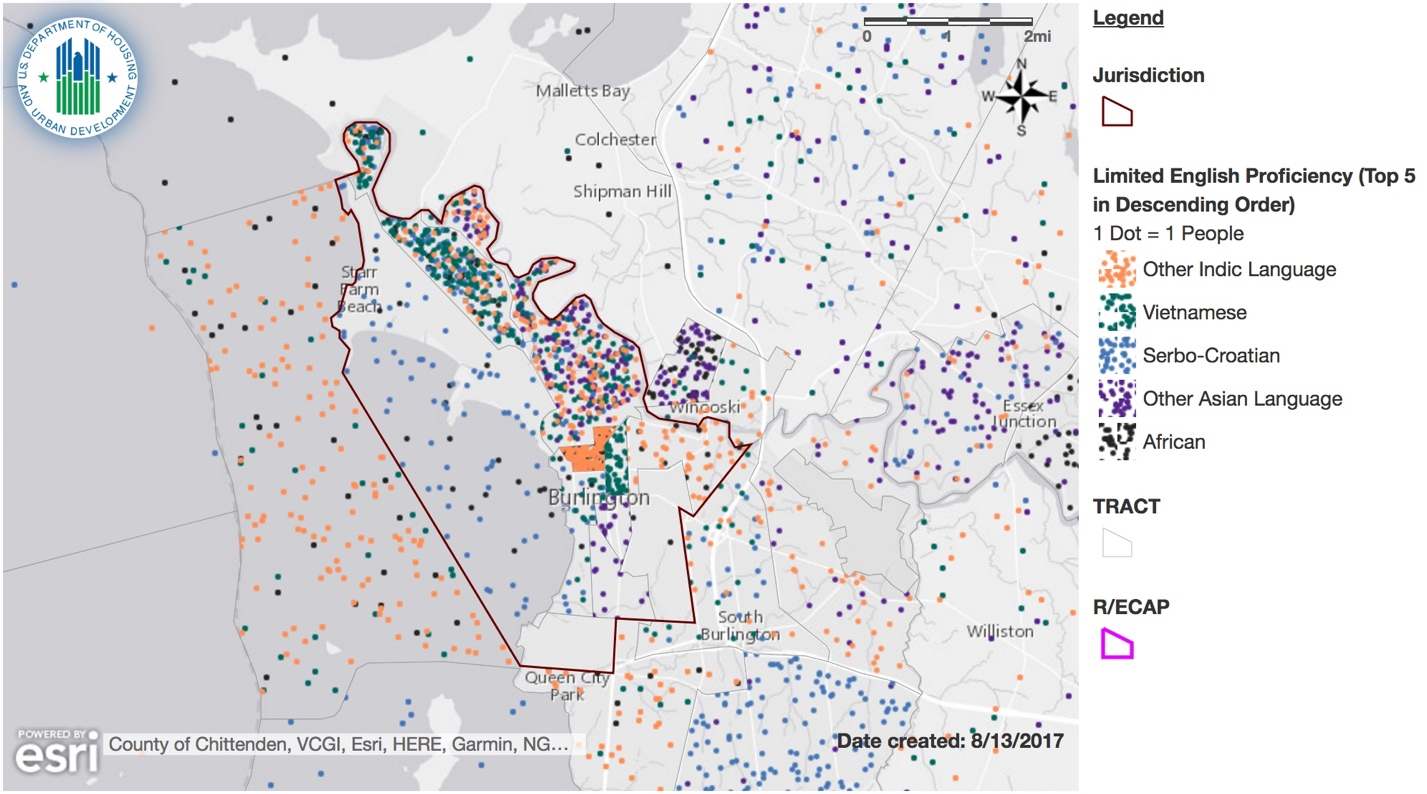 U.S. DEPARTMENT OF HOUSING
AND URBAN DEVELOPMENT
0 1 2mi
N
W E
S
Malletts Bay
Colchester
Shipman Hill
Starr
Farm
Beach
Winooski
Essex
Junction
Burlington
South
Burlington
Williston
Queen City
Park
POWERED BY
esri
County of Chittenden, VCGI, Esri, HERE, Garmin, NG...
Date created: 8/13/2017
Legend
Jurisdiction
Limited English Proficiency (Top 5
in Descending Order)
1 Dot = 1 People
Other Indic Language
Vietnamese
Serbo-Croatian
Other Asian Language
African
TRACT
R/ECAP